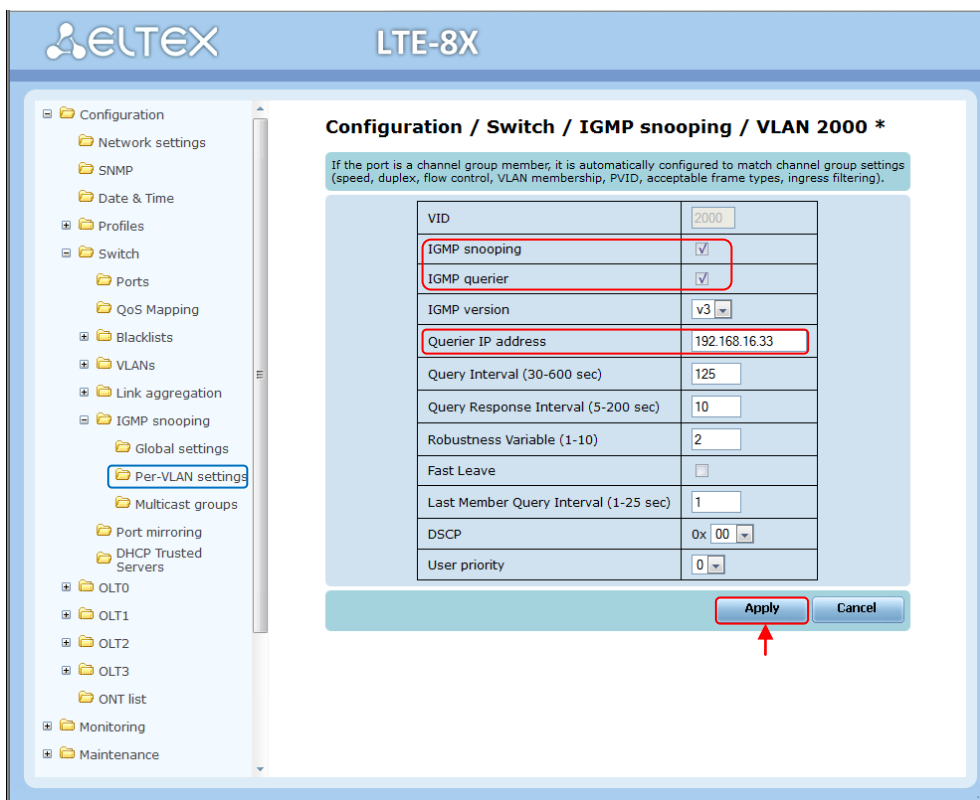 ELTEX
LTE-8X
Configuration
Network settings
SNMP
Date & Time
Profiles
Switch
Ports
QoS Mapping
Blacklists
VLANs
Link aggregation
IGMP snooping
Global settings
Per-VLAN settings
Multicast groups
Port mirroring
DHCP Trusted
Servers
OLT0
OLT1
OLT2
OLT3
ONT list
Monitoring
Maintenance
Configuration / Switch / IGMP snooping / VLAN 2000 *
If the port is a channel group member, it is automatically configured to match channel group settings
(speed, duplex, flow control, VLAN membership, PVID, acceptable frame types, ingress filtering).
VID 2000
IGMP snooping
IGMP querier
IGMP version v3
Querier IP address 192.168.16.33
Query Interval (30-600 sec) 125
Query Response Interval (5-200 sec) 10
Robustness Variable (1-10) 2
Fast Leave
Last Member Query Interval (1-25 sec) 1
DSCP 0x 00
User priority 0
Apply Cancel